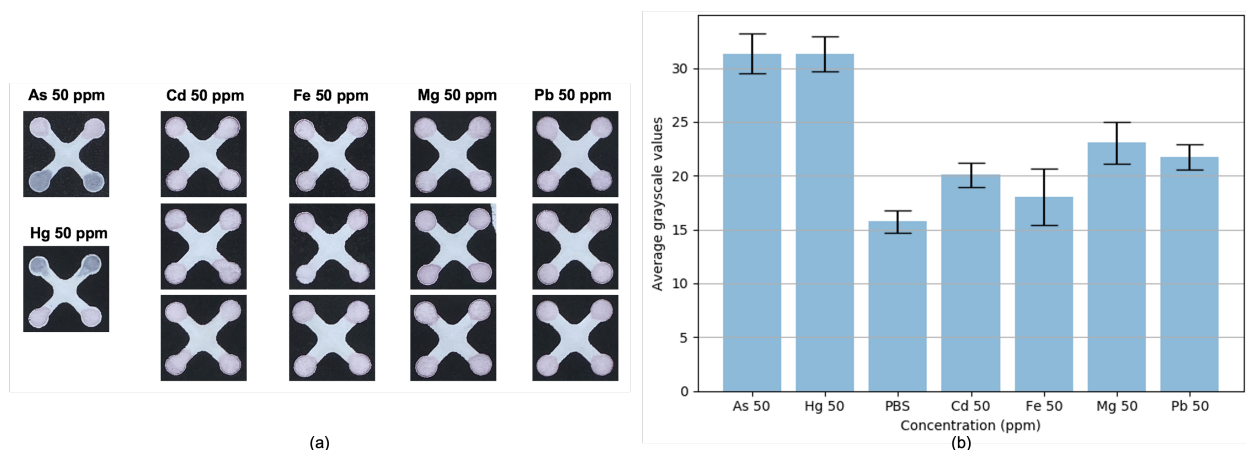 As 50 ppm
Cd 50 ppm
Fe 50 ppm
Mg 50 ppm
Pb 50 ppm
Hg 50 ppm
(a)
Average grayscale values
30
25
20
15
10
5
0
As 50
Hg 50
PBS
Cd 50
Fe 50
Mg 50
Pb 50
Concentration (ppm)
(b)